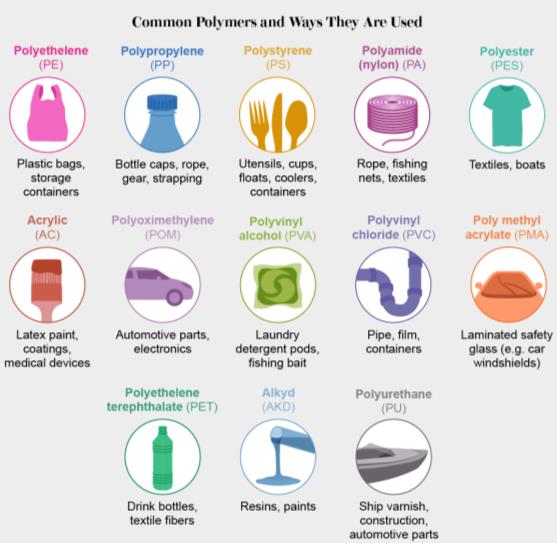 Common Polymers and Ways They Are Used
Polyethelene
(PE)
Plastic bags,
storage
containers
Polypropylene
(PP)
Bottle caps, rope,
gear, strapping
Polystyrene
(PS)
Utensils, cups,
floats, coolers,
containers
Polyamide
(nylon) (PA)
Rope, fishing
nets, textiles
Polyester
(PES)
Textiles, boats
Acrylic
(AC)
Latex paint,
coatings,
medical devices
Polyoximethylene
(POM)
Automotive parts,
electronics
Polyvinyl
alcohol (PVA)
Laundry
detergent pods,
fishing bait
Polyvinyl
chloride (PVC)
Pipe, film,
containers
Poly methyl
acrylate (PMA)
Laminated safety
glass (e.g. car
windshields)
Polyethelene
terephthalate (PET)
Drink bottles,
textile fibers
Alkyd
(AKD)
Resins, paints
Polyurethane
(PU)
Ship varnish,
construction,
automotive parts